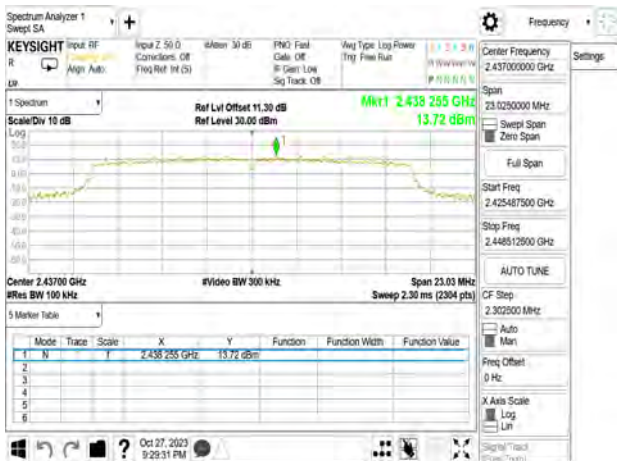 Spectrum Analyzer 1
Swept SA
+
Frequency
KEYSIGHT
Input: RF
Input Z: 50 Ω
#Atten: 30 dB
PNO: Fast
Avg Type: Log-Power
R
Align: Auto
Corrections: Off
Freq Ref: Int (S)
Gate: Off
IF Gain: Low
Sig Track: Off
Trig: Free Run
Center Frequency
2.437000000 GHz
Settings
Span
23.0250000 MHz
Swept Span
Zero Span
Full Span
Start Freq
2.425487500 GHz
Stop Freq
2.448512500 GHz
AUTO TUNE
CF Step
2.302500 MHz
Auto
Man
Freq Offset
0 Hz
X Axis Scale
Log
Lin
Signal Track
1 Spectrum
Scale/Div 10 dB
Ref Lvl Offset 11.30 dB
Ref Level 30.00 dBm
Mkr1 2.438 255 GHz
13.72 dBm
Log
1
Center 2.43700 GHz
#Res BW 100 kHz
#Video BW 300 kHz
Span 23.03 MHz
Sweep 2.30 ms (2304 pts)
5 Marker Table
Mode Trace Scale X Y Function Function Width Function Value
1 N f 2.438 255 GHz 13.72 dBm
2
3
4
5
6
?
Oct 27, 2023
9:29:31 PM